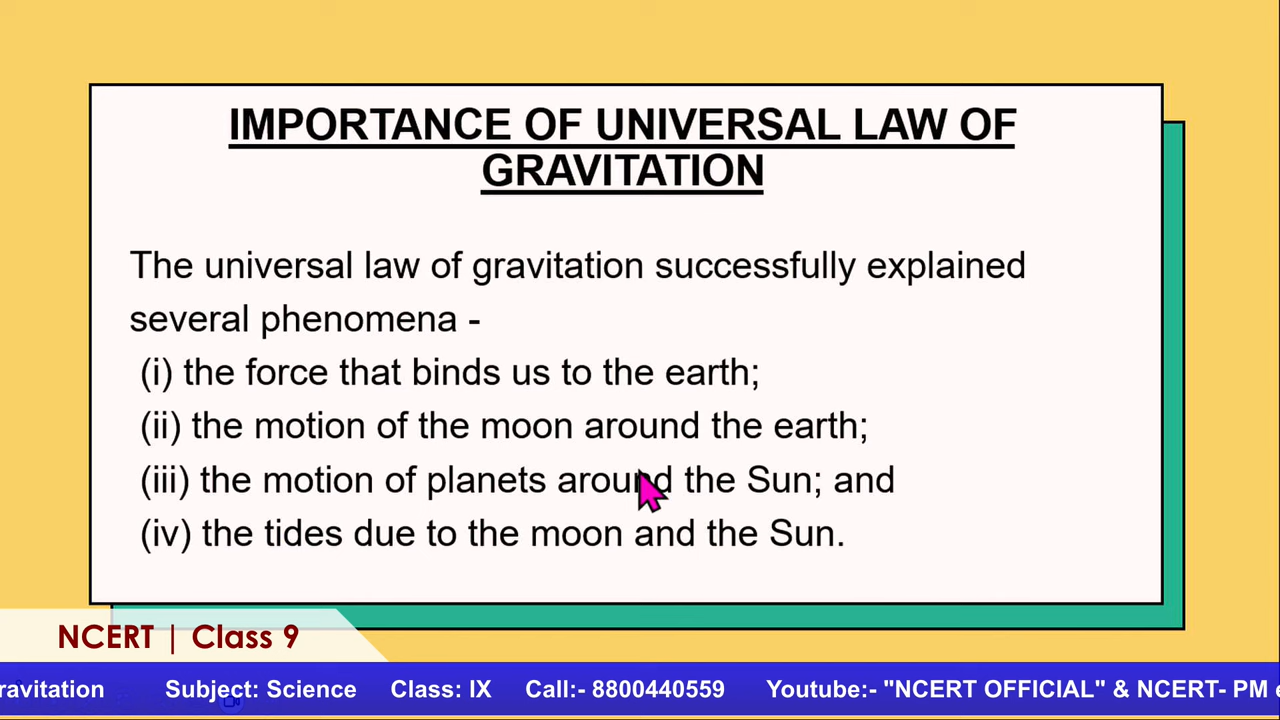 IMPORTANCE OF UNIVERSAL LAW OF
GRAVITATION
The universal law of gravitation successfully explained
several phenomena -
(i) the force that binds us to the earth;
(ii) the motion of the moon around the earth;
(iii) the motion of planets around the Sun; and
(iv) the tides due to the moon and the Sun.
NCERT | Class 9
ravitation Subject: Science Class: IX Call:- 8800440559 Youtube:- "NCERT OFFICIAL" & NCERT- PM e